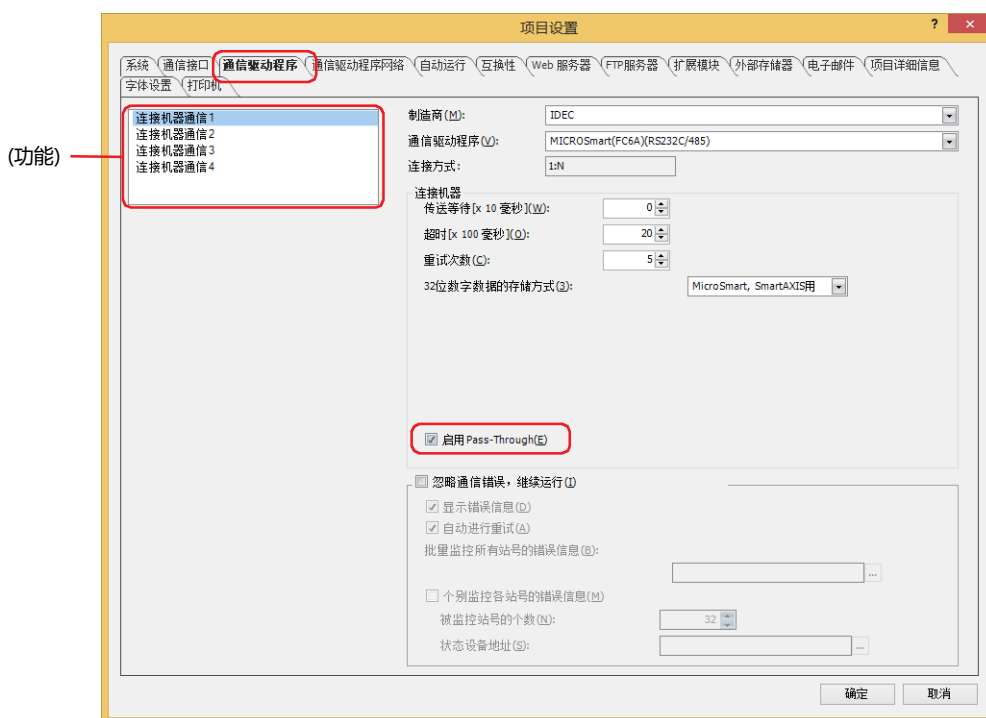 项目设置 ? ×
系统 通信接口 通信驱动程序 通信驱动程序网络 自动运行 互换性 Web 服务器 FTP服务器 扩展模块 外部存储器 电子邮件 项目详细信息
字体设置 打印机
(功能)
连接机器通信1
连接机器通信2
连接机器通信3
连接机器通信4
制造商(M): IDEC
通信驱动程序(V): MICROSmart(FC6A)(RS232C/485)
连接方式: 1:N
连接机器
传送等待[x 10 毫秒](W): 0
超时[x 100 毫秒](O): 20
重试次数(C): 5
32位数字数据的存储方式(3): MicroSmart, SmartAXIS用
启用Pass-Through(E)
忽略通信错误，继续运行(I)
显示错误信息(D)
自动进行重试(A)
批里监控所有站号的错误信息(B):
...
个别监控各站号的错误信息(M)
被监控站号的个数(N): 32
状态设备地址(S): ...
确定 取消